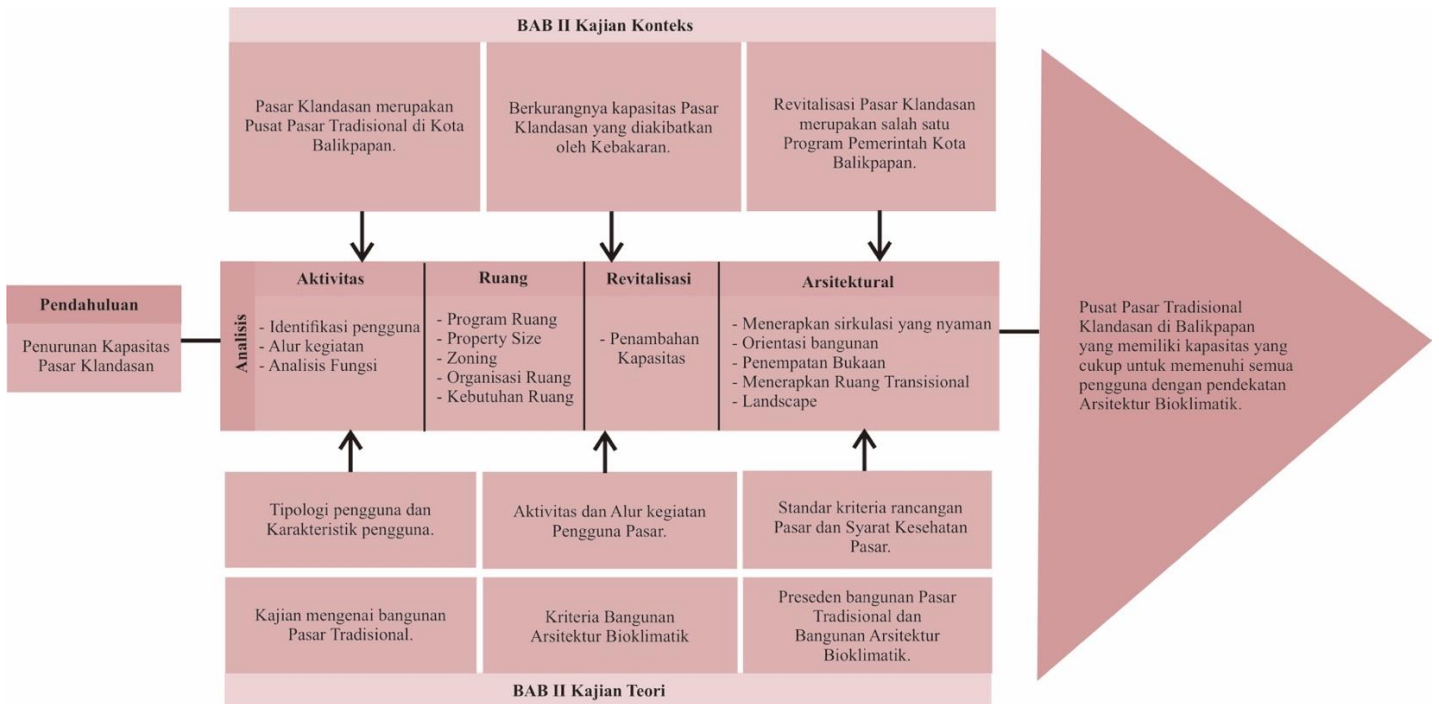 BAB II Kajian Konteks
Pasar Klandasan merupakan
Pusat Pasar Tradisional di Kota
Balikpapan.
Berkurangnya kapasitas Pasar
Klandasan yang diakibatkan
oleh Kebakaran.
Revitalisasi Pasar Klandasan
merupakan salah satu
Program Pemerintah Kota
Balikpapan.
Pendahuluan
Penurunan Kapasitas
Pasar Klandasan
Analisis
Aktivitas
- Identifikasi pengguna
- Alur kegiatan
- Analisis Fungsi
Ruang
- Program Ruang
- Property Size
- Zoning
- Organisasi Ruang
- Kebutuhan Ruang
Revitalisasi
- Penambahan
Kapasitas
Arsitektural
- Menerapkan sirkulasi yang nyaman
- Orientasi bangunan
- Penempatan Bukaan
- Menerapkan Ruang Transisional
- Landscape
Pusat Pasar Tradisional
Klandasan di Balikpapan
yang memiliki kapasitas yang
cukup untuk memenuhi semua
pengguna dengan pendekatan
Arsitektur Bioklimatik.
Tipologi pengguna dan
Karakteristik pengguna.
Aktivitas dan Alur kegiatan
Pengguna Pasar.
Standar kriteria rancangan
Pasar dan Syarat Kesehatan
Pasar.
Kajian mengenai bangunan
Pasar Tradisional.
Kriteria Bangunan
Arsitektur Bioklimatik
Preseden bangunan Pasar
Tradisional dan
Bangunan Arsitektur
Bioklimatik.
BAB II Kajian Teori